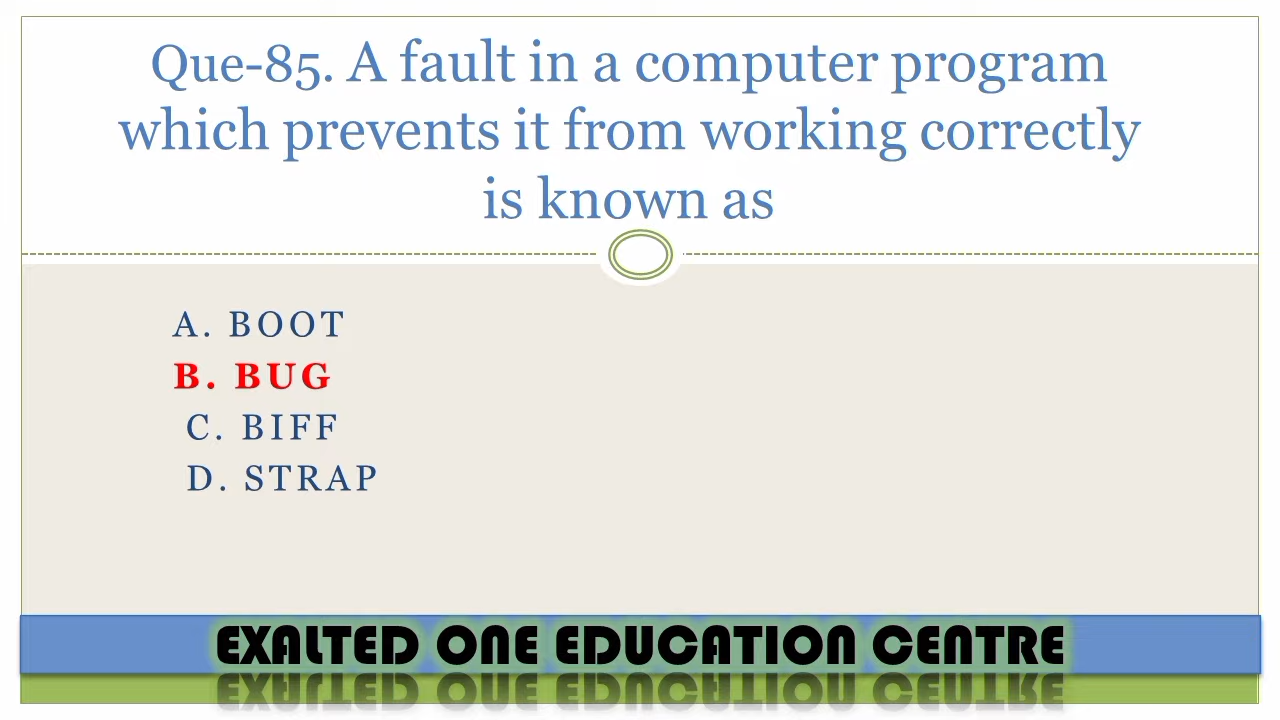 Que-85. A fault in a computer program
which prevents it from working correctly
is known as
A. BOOT
B. BUG
C. BIFF
D. STRAP
EXALTED ONE EDUCATION CENTRE